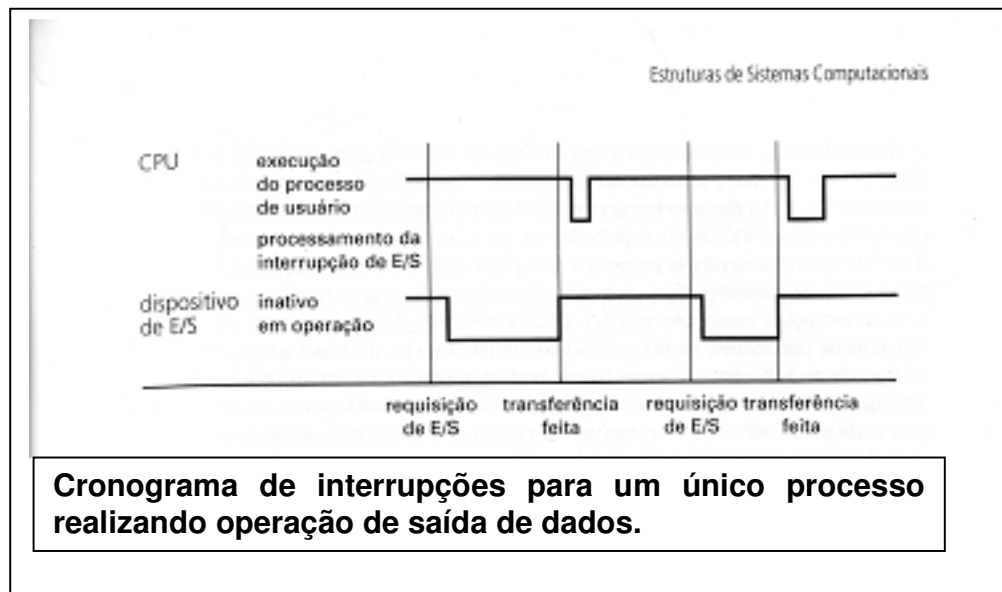 Estruturas de Sistemas Computacionais
CPU
execução
do processo
de usuário
processamento da
interrupção de E/S
dispositivo
de E/S
inativo
em operação
requisição
de E/S
transferência
feita
requisição
de E/S
transferência
feita
Cronograma de interrupções para um único processo
realizando operação de saída de dados.